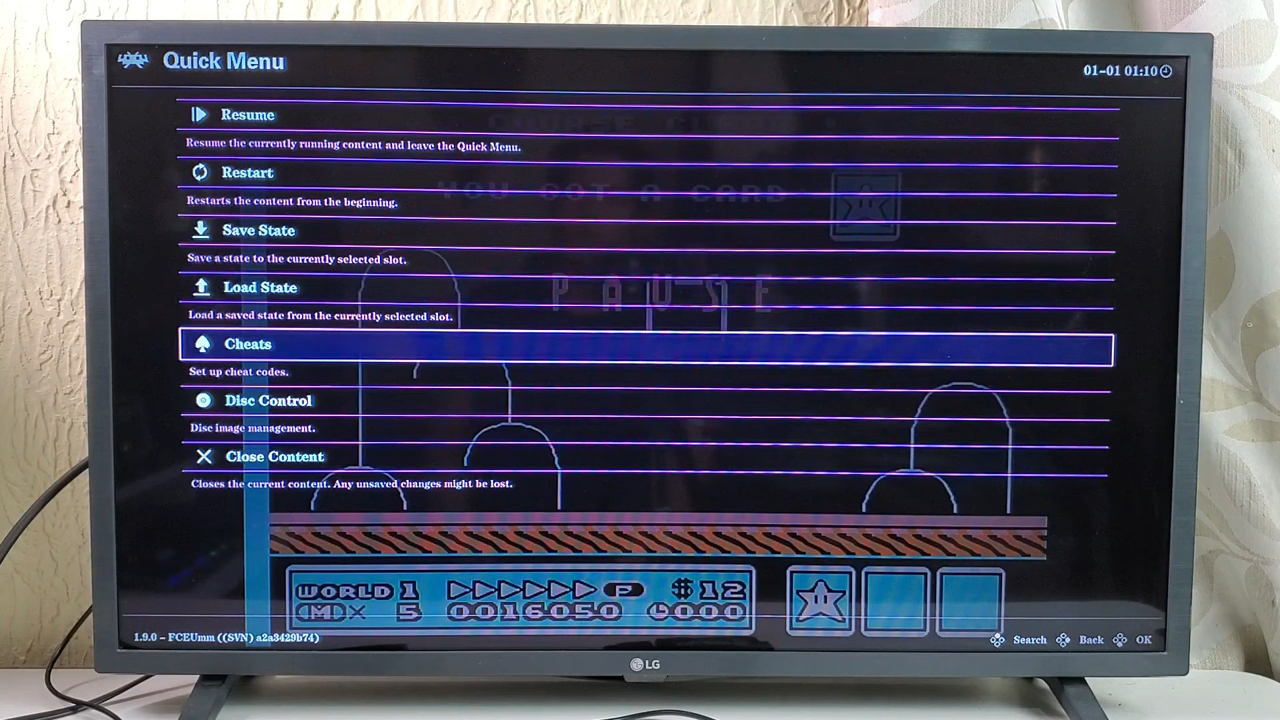 Quick Menu
01-01 01:10
Resume
Resume the currently running content and leave the Quick Menu.
Restart
YOU GOT A CARD
Restarts the content from the beginning.
Save State
Save a state to the currently selected slot.
Load State
PAUSE
Load a saved state from the currently selected slot.
Cheats
Set up cheat codes.
Disc Control
Disc image management.
Close Content
Closes the current content. Any unsaved changes might be lost.
WORLD 1 P $12
M× 5 0016050 000
1.9.0 - FCEUmm ((SVN) a2a3429b74)
Search Back OK
LG